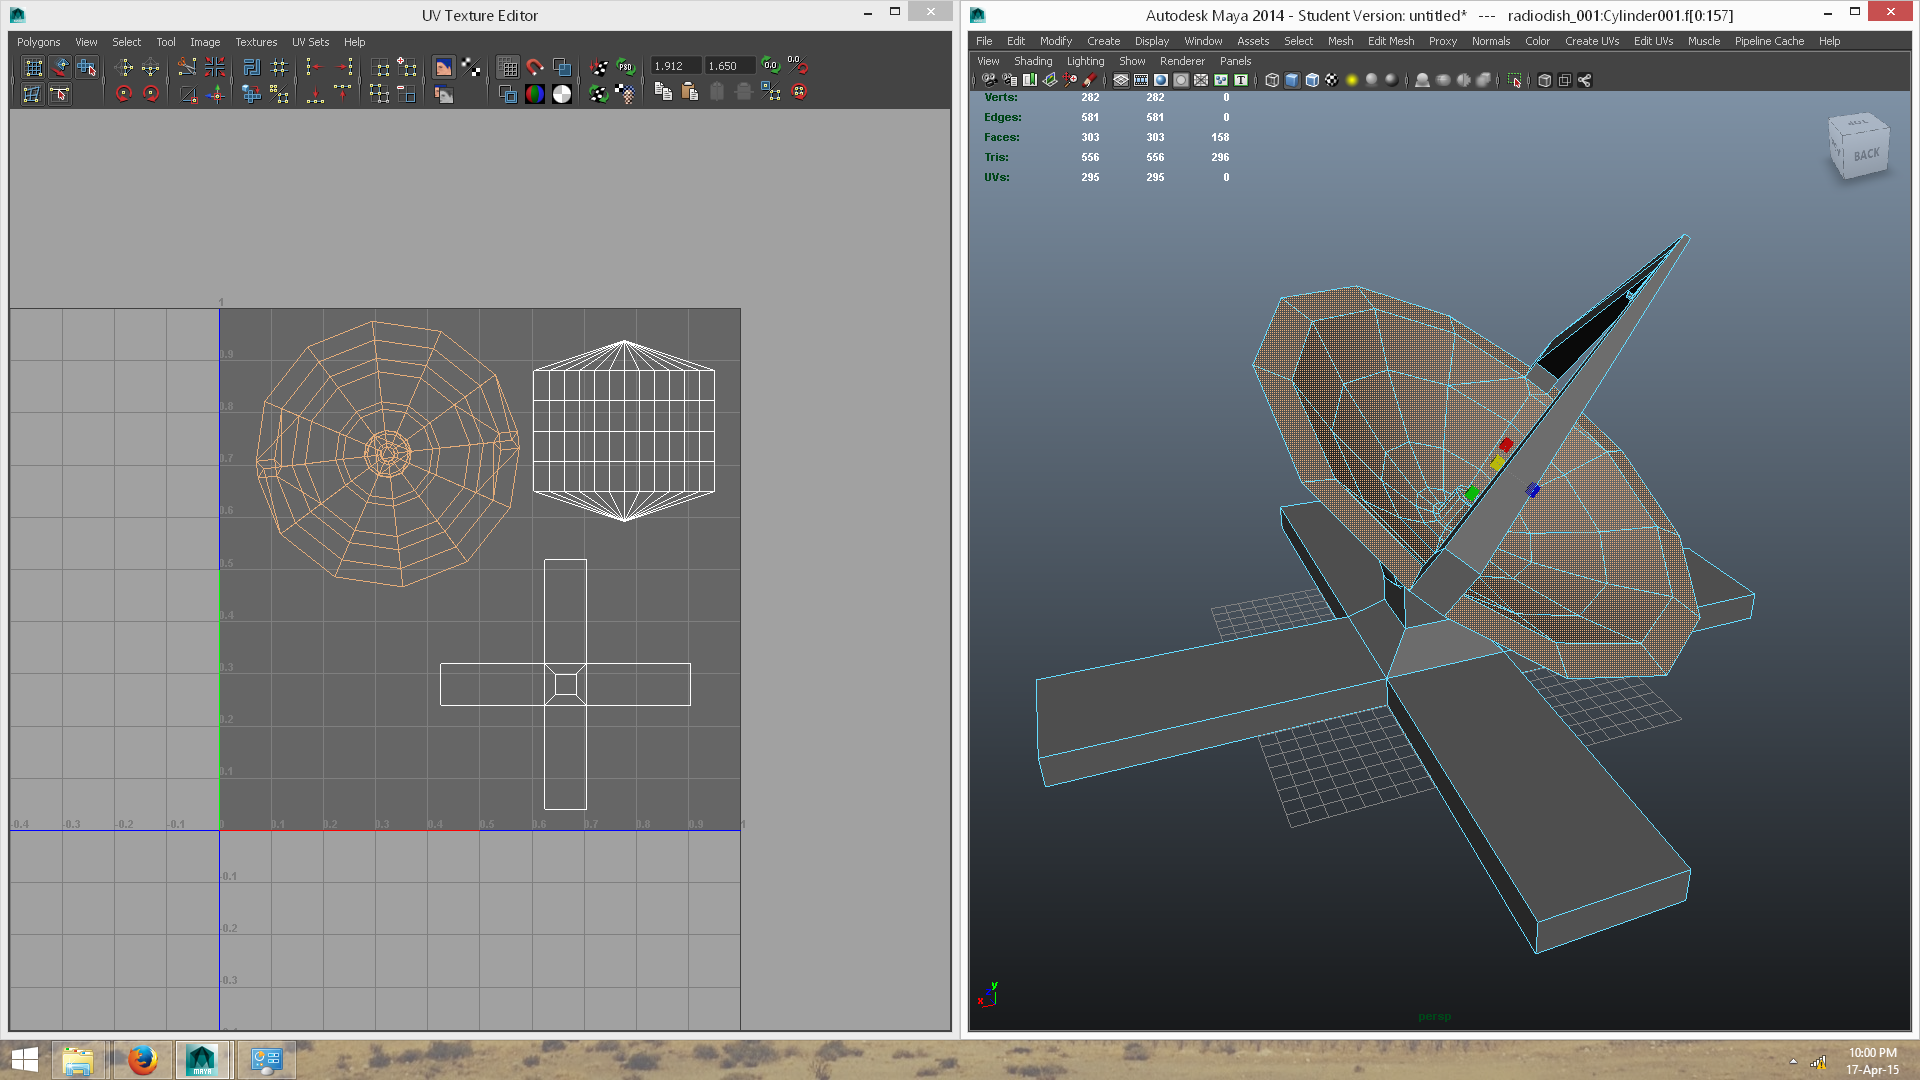 UV Texture Editor
Polygons View Select Tool Image Textures UV Sets Help
1.912 1.650 0.0 0.0
PSD
1
0.9
0.8
0.7
0.6
0.5
0.4
0.3
0.2
0.1
-0.4 -0.3 -0.2 -0.1 0 0.1 0.2 0.3 0.4 0.5 0.6 0.7 0.8 0.9 1
-0.1
-0.2
-0.3
Autodesk Maya 2014 - Student Version: untitled* --- radiodish_001:Cylinder001.f[0:157]
File Edit Modify Create Display Window Assets Select Mesh Edit Mesh Proxy Normals Color Create UVs Edit UVs Muscle Pipeline Cache Help
View Shading Lighting Show Renderer Panels
Verts: 282 282 0
Edges: 581 581 0
Faces: 303 303 158
Tris: 556 556 296
UVs: 295 295 0
TOP
BACK
y
x
persp
MAYA
10:00 PM
17-Apr-15